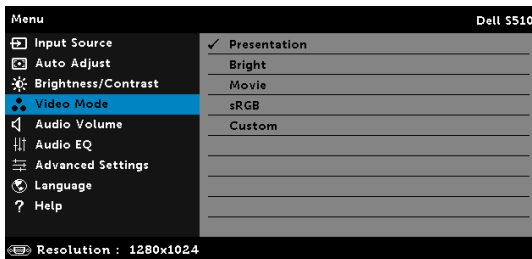 Menu Dell S510
Input Source ✓ Presentation
Auto Adjust Bright
Brightness/Contrast Movie
Video Mode sRGB
Audio Volume Custom
Audio EQ
Advanced Settings
Language
? Help
Resolution : 1280x1024